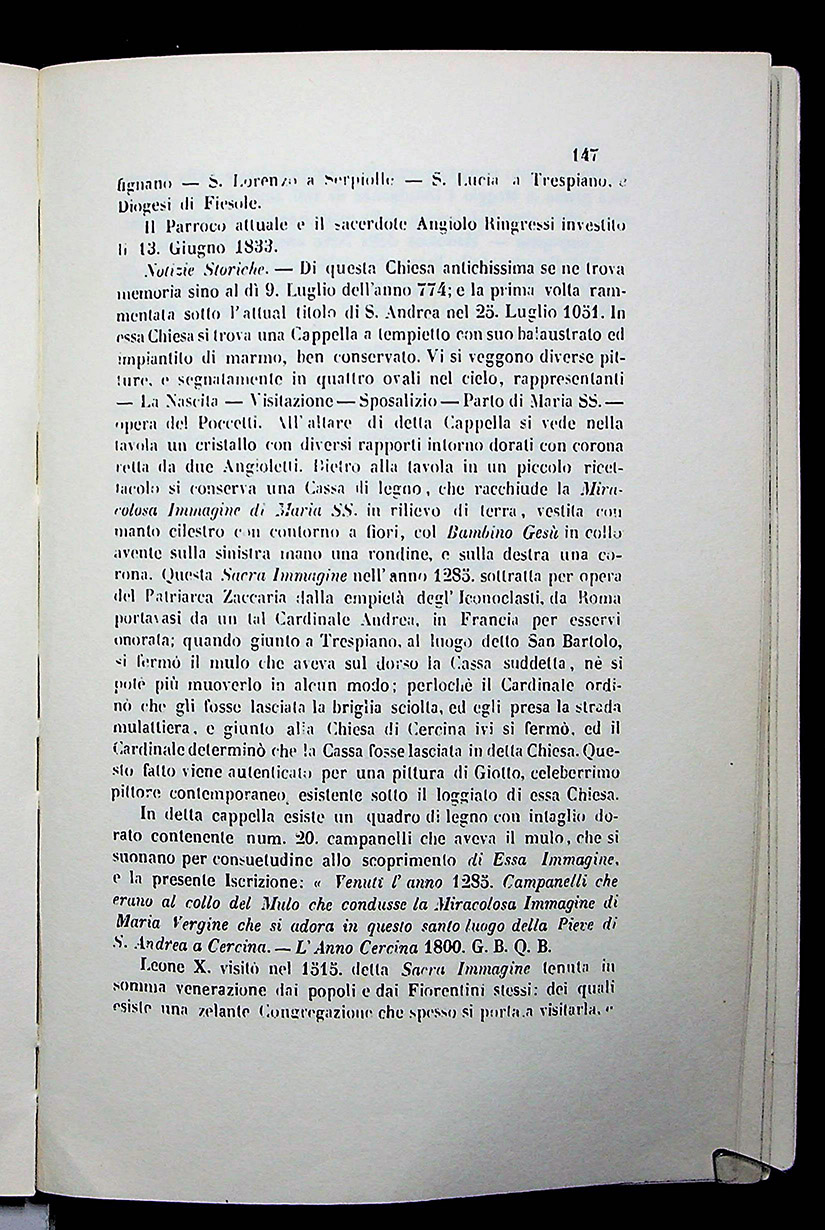 147
fignano — S. Lorenzo a Serpiolle — S. Lucia a Trespiano, e
Diogesi di Fiesole.
Il Parroco attuale e il sacerdote Angiolo Ringressi investito
li 13. Giugno 1833.
Notizie Storiche. — Di questa Chiesa antichissima se ne trova
memoria sino al dì 9. Luglio dell'anno 774; e la prima volta ram-
mentata sotto l'attual titolo di S. Andrea nel 25. Luglio 1051. In
essa Chiesa si trova una Cappella a tempietto con suo balaustrato ed
impiantito di marmo, ben conservato. Vi si veggono diverse pit-
ture, e segnatamente in quattro ovali nel cielo, rappresentanti
— La Nascita — Visitazione — Sposalizio — Parto di Maria SS. —
opera del Poccetti. All'altare di detta Cappella si vede nella
tavola un cristallo con diversi rapporti intorno dorati con corona
retta da due Angioletti. Dietro alla tavola in un piccolo ricet-
tacolo si conserva una Cassa di legno, che racchiude la Mira-
colosa Immagine di Maria SS. in rilievo di terra, vestita con
manto cilestro con contorno a fiori, col Bambino Gesù in collo
avente sulla sinistra mano una rondine, e sulla destra una co-
rona. Questa Sacra Immagine nell'anno 1285. sottratta per opera
del Patriarca Zaccaria dalla empietà degl'Iconoclasti, da Roma
portavasi da un tal Cardinale Andrea, in Francia per esservi
onorata; quando giunto a Trespiano, al luogo detto San Bartolo,
si fermò il mulo che aveva sul dorso la Cassa suddetta, nè si
potè più muoverlo in alcun modo; perlochè il Cardinale ordi-
nò che gli fosse lasciata la briglia sciolta, ed egli presa la strada
mulattiera, e giunto alla Chiesa di Cercina ivi si fermò, ed il
Cardinale determinò che la Cassa fosse lasciata in detta Chiesa. Que-
sto fatto viene autenticato per una pittura di Giotto, celeberrimo
pittore contemporaneo, esistente sotto il loggiato di essa Chiesa.
In detta cappella esiste un quadro di legno con intaglio do-
rato contenente num. 20. campanelli che aveva il mulo, che si
suonano per consuetudine allo scoprimento di Essa Immagine,
e la presente Iscrizione: « Venuti l'anno 1285. Campanelli che
erano al collo del Mulo che condusse la Miracolosa Immagine di
Maria Vergine che si adora in questo santo luogo della Pieve di
S. Andrea a Cercina. — L'Anno Cercina 1800. G. B. Q. B.
Leone X. visitò nel 1515. detta Sacra Immagine tenuta in
somma venerazione dai popoli e dai Fiorentini stessi: dei quali
esiste una zelante Congregazione che spesso si porta a visitarla, e